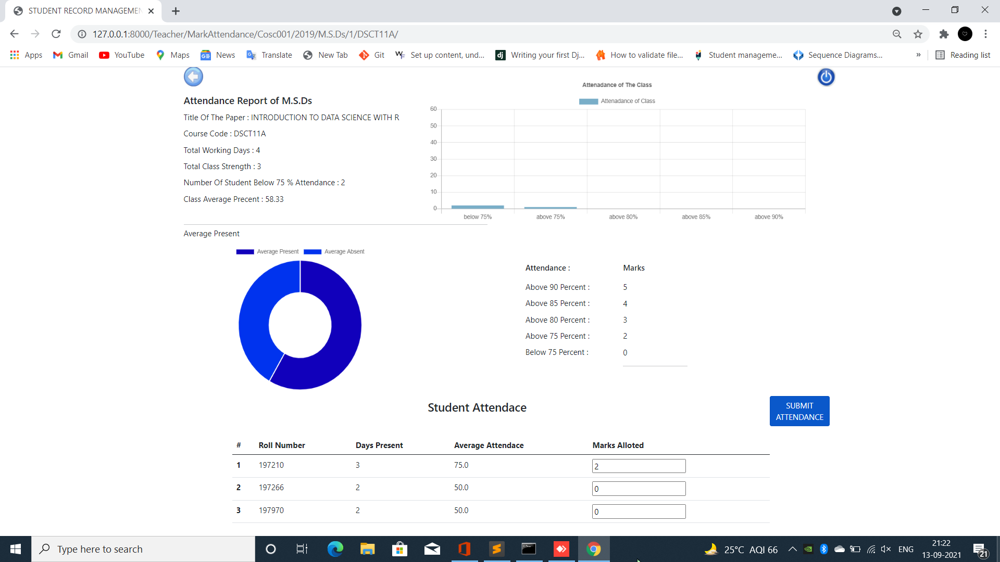 STUDENT RECORD MANAGEMEN
127.0.0.1:8000/Teacher/MarkAttendance/Cosc001/2019/M.S.Ds/1/DSCT11A/
Apps Gmail YouTube Maps News Translate New Tab Git Set up content, und... Writing your first Dj... How to validate file... Student manageme... Sequence Diagrams... » Reading list
Attendance Report of M.S.Ds
Title Of The Paper : INTRODUCTION TO DATA SCIENCE WITH R
Course Code : DSCT11A
Total Working Days : 4
Total Class Strength : 3
Number Of Student Below 75 % Attendance : 2
Class Average Precent : 58.33
Attenadance of The Class
Attenadance of Class
60
50
40
30
20
10
0
below 75% above 75% above 80% above 85% above 90%
Average Present
Average Present Average Absent
Attendance : Marks
Above 90 Percent : 5
Above 85 Percent : 4
Above 80 Percent : 3
Above 75 Percent : 2
Below 75 Percent : 0
Student Attendace
SUBMIT
ATTENDANCE
# Roll Number Days Present Average Attendace Marks Alloted
1 197210 3 75.0 2
2 197266 2 50.0 0
3 197970 2 50.0 0
Type here to search
25°C AQI 66
ENG
21:22
13-09-2021
21